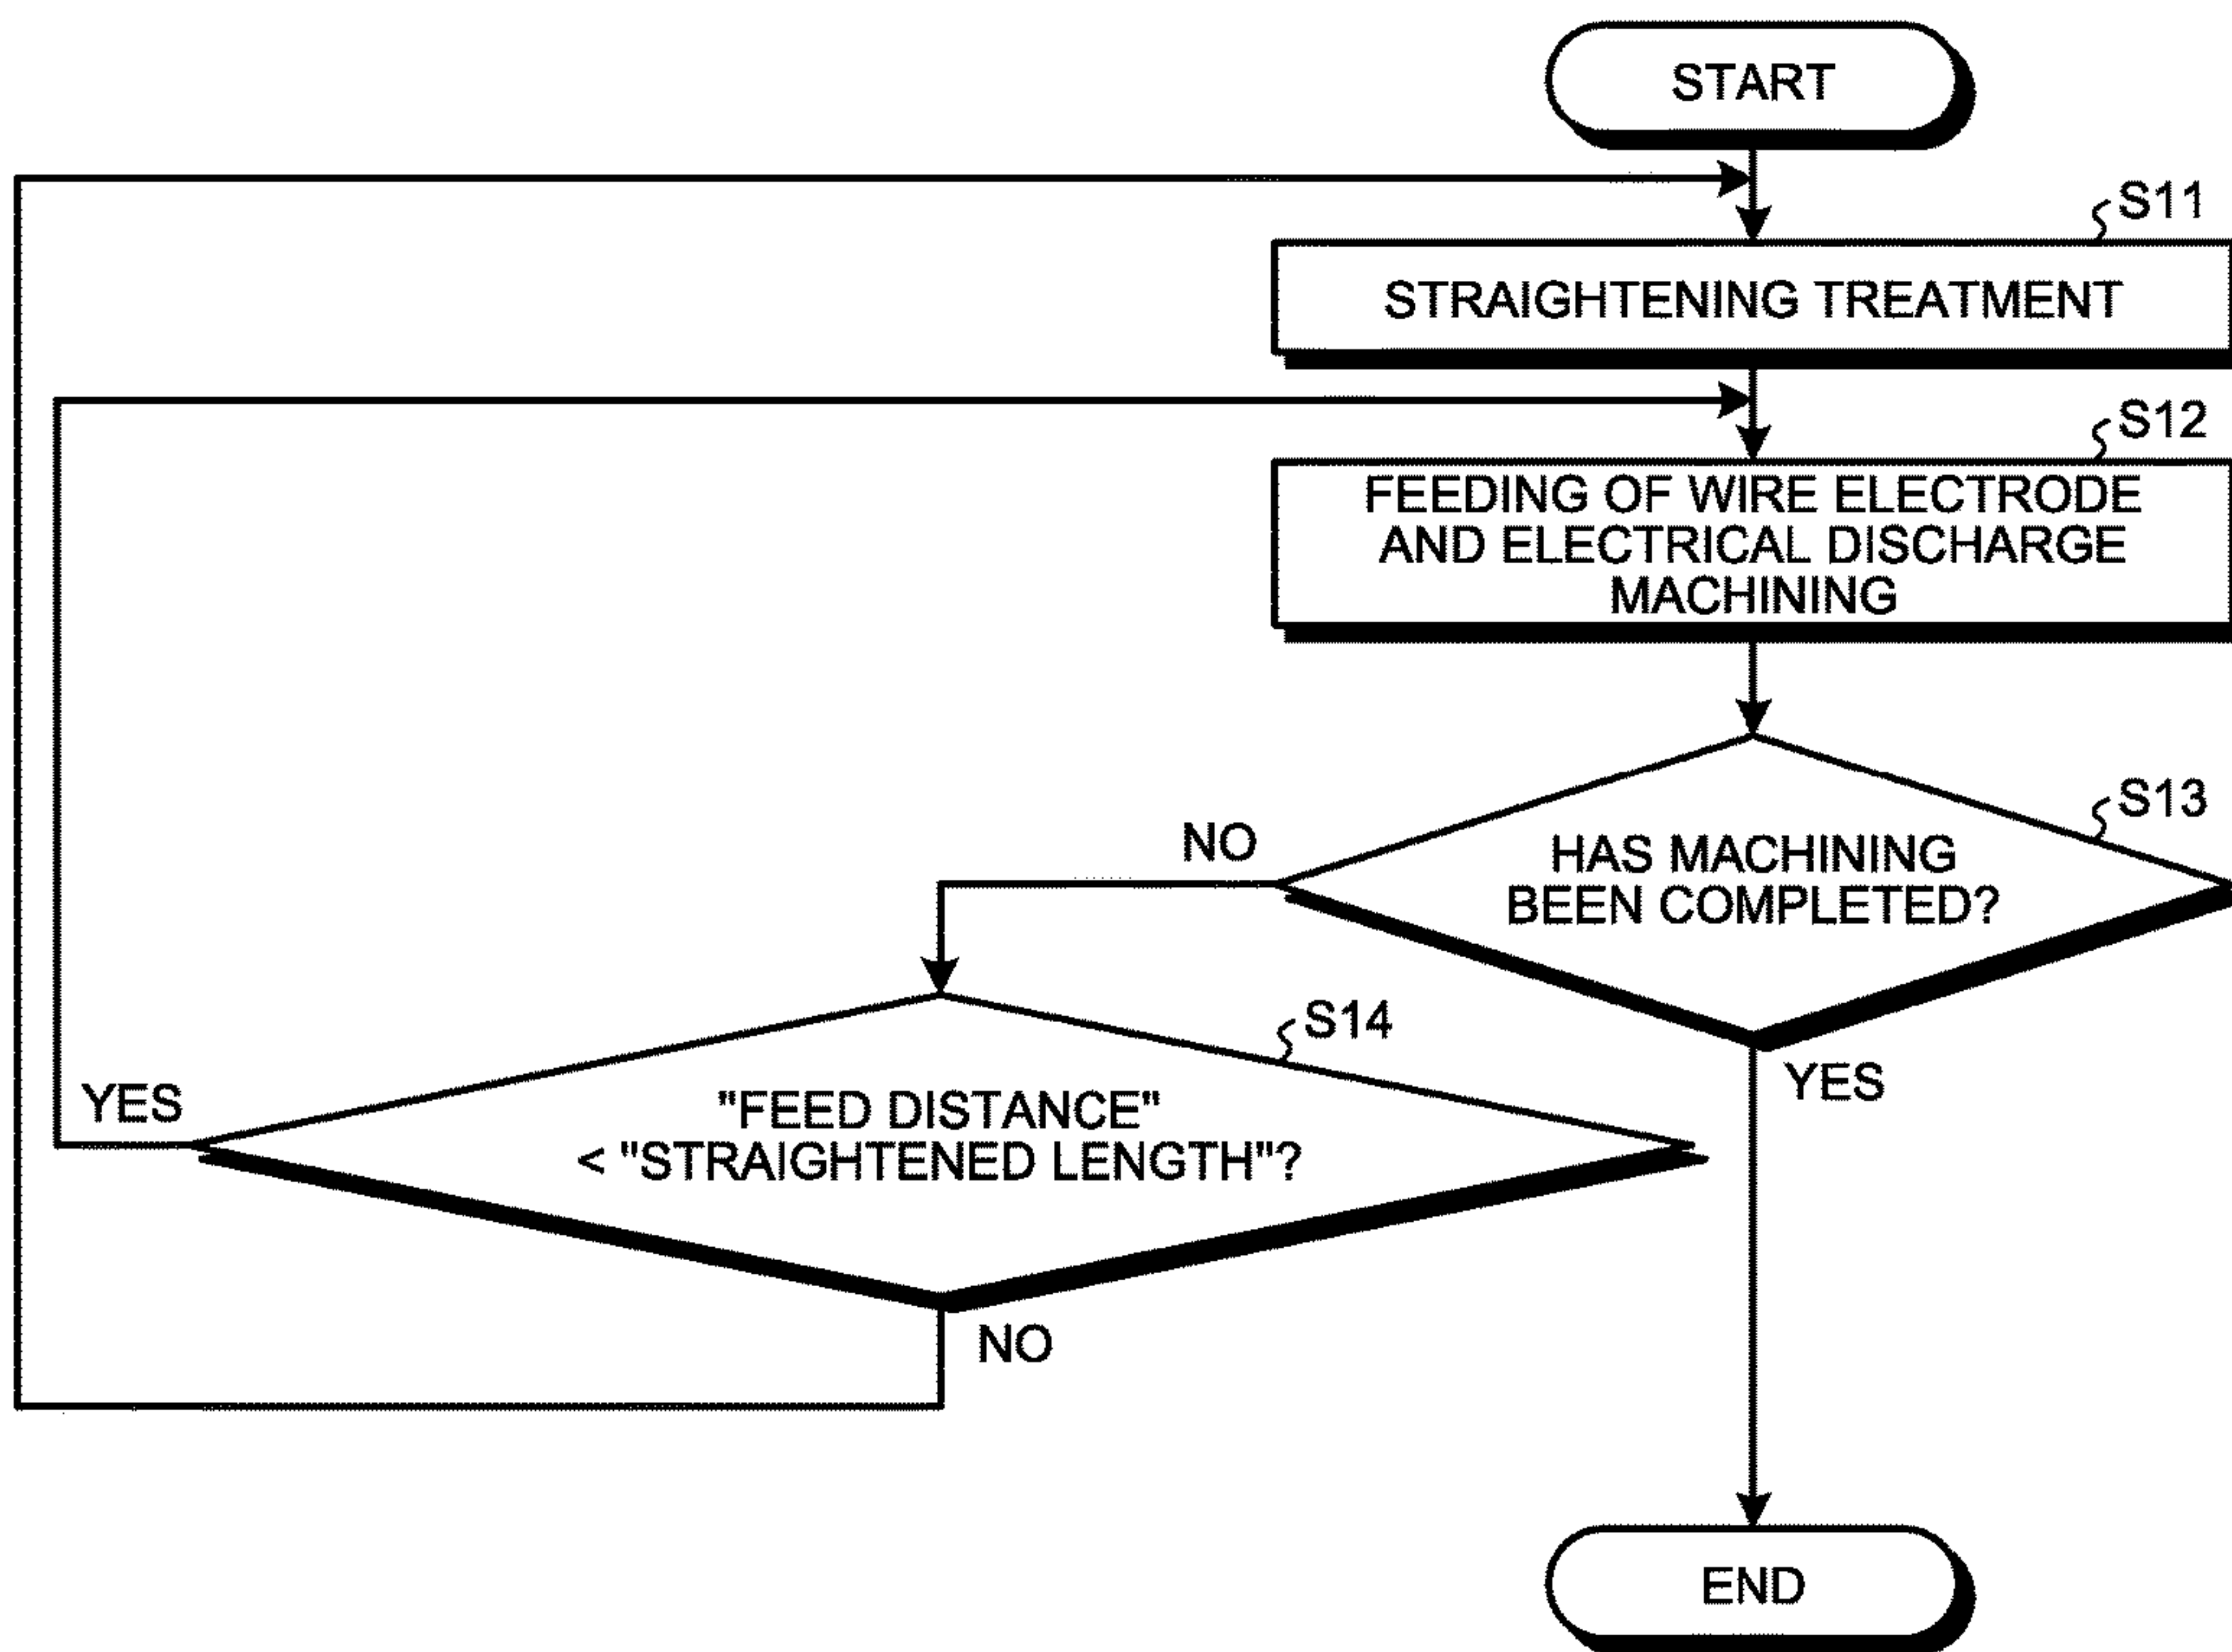 START
S11
STRAIGHTENING TREATMENT
S12
FEEDING OF WIRE ELECTRODE
AND ELECTRICAL DISCHARGE
MACHINING
S13
NO
HAS MACHINING
BEEN COMPLETED?
S14
YES
YES
"FEED DISTANCE"
< "STRAIGHTENED LENGTH"?
NO
END